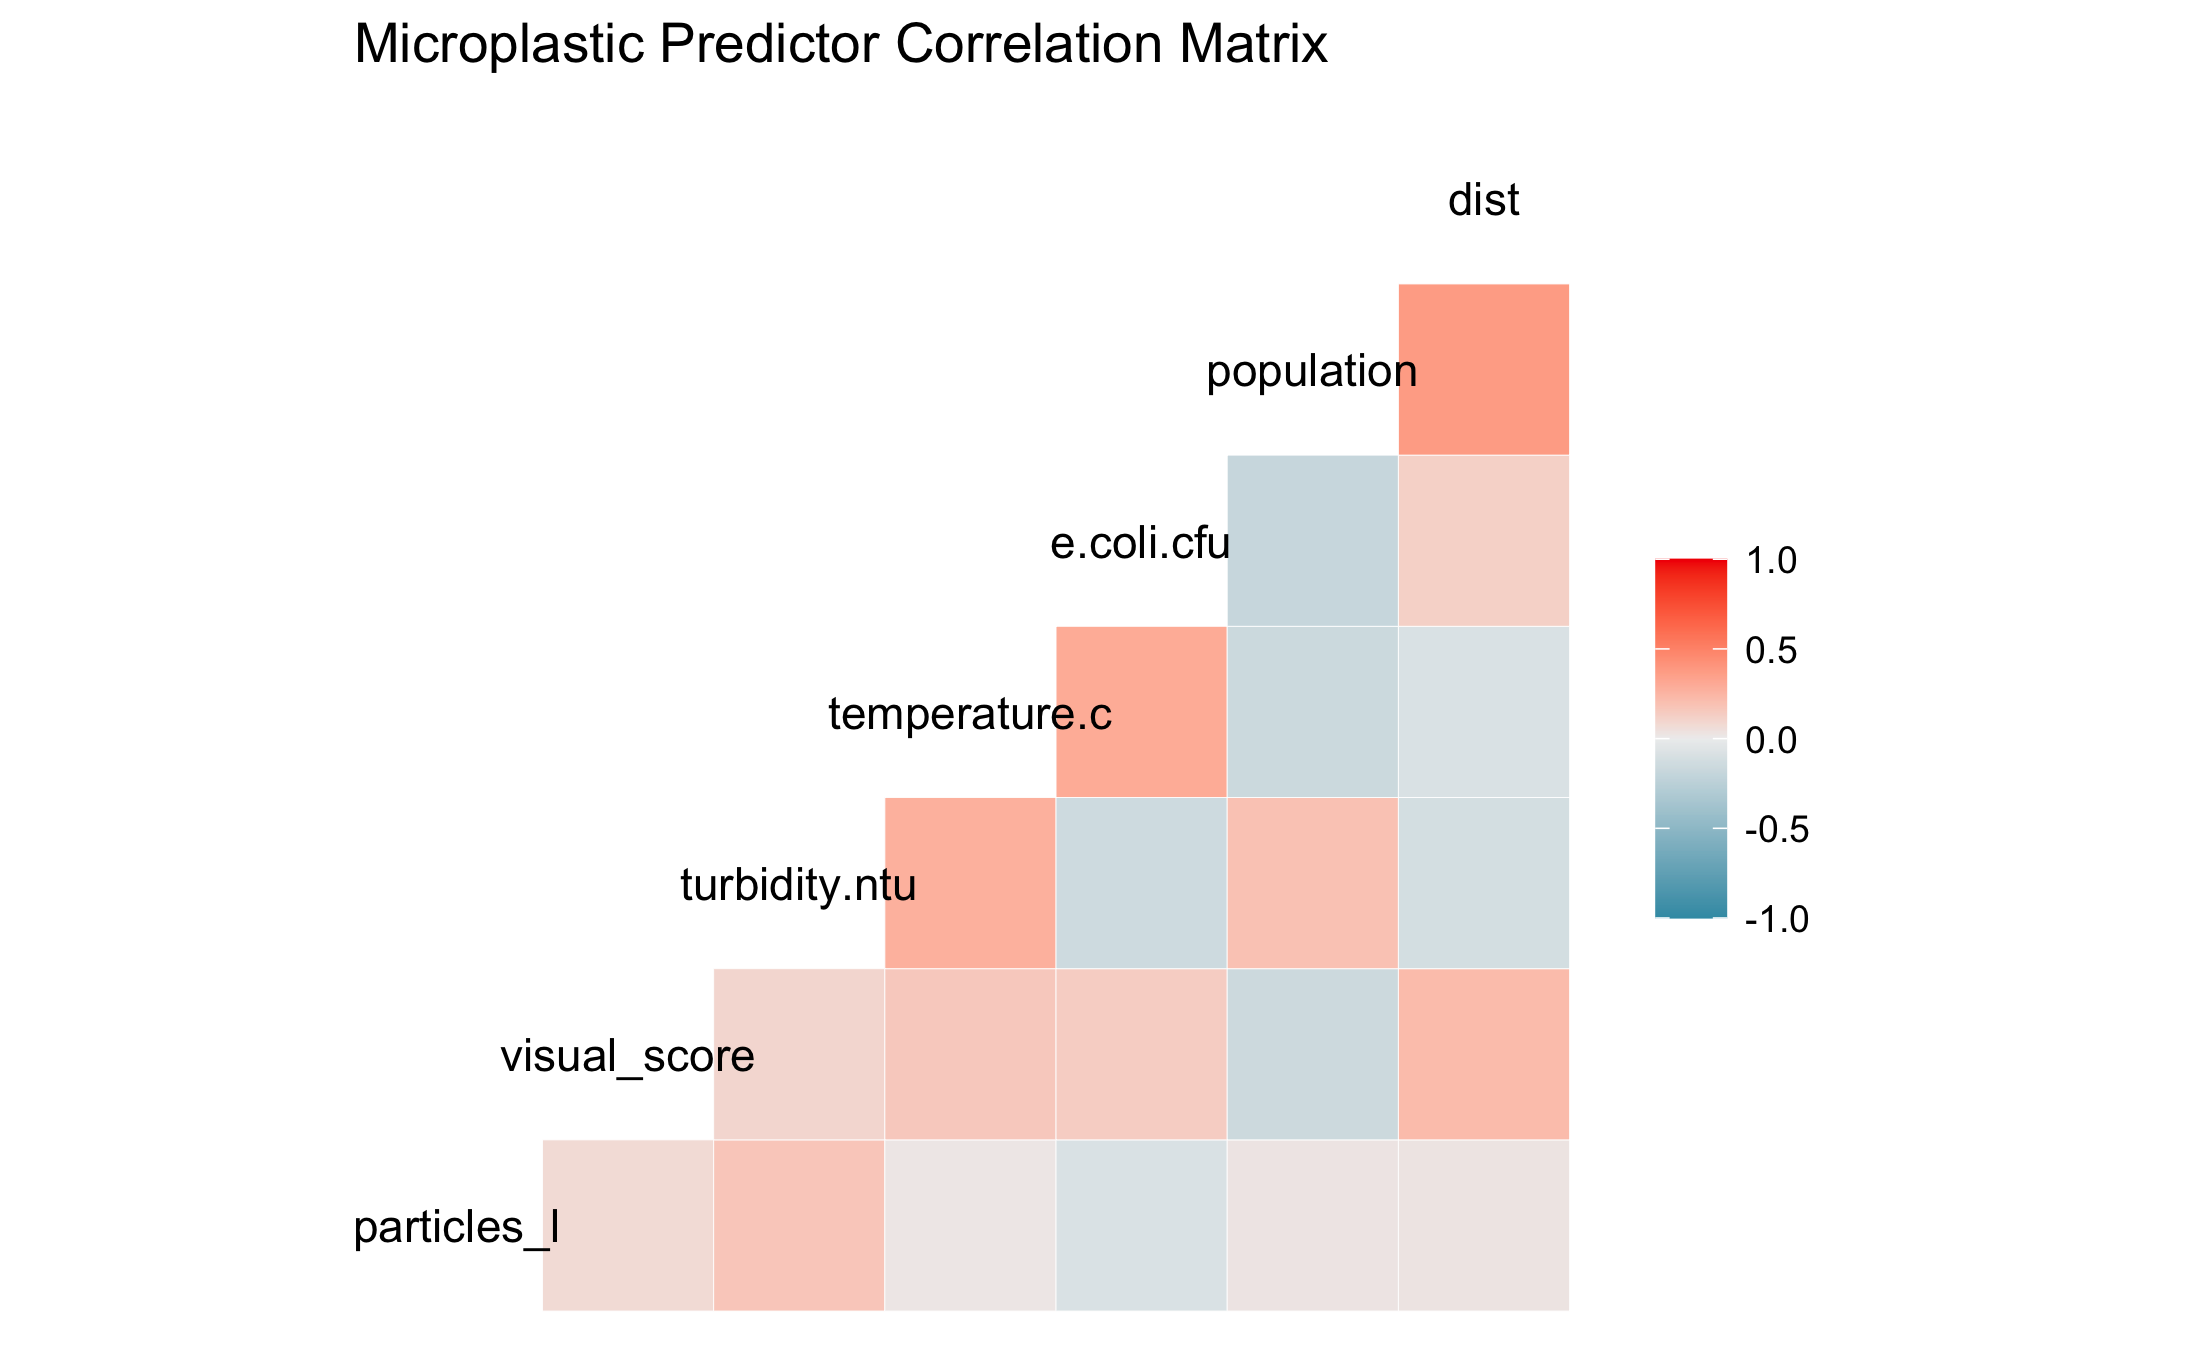 Microplastic Predictor Correlation Matrix
dist
population
e.coli.cfu
temperature.c
turbidity.ntu
visual_score
particles_l
1.0
0.5
0.0
-0.5
-1.0